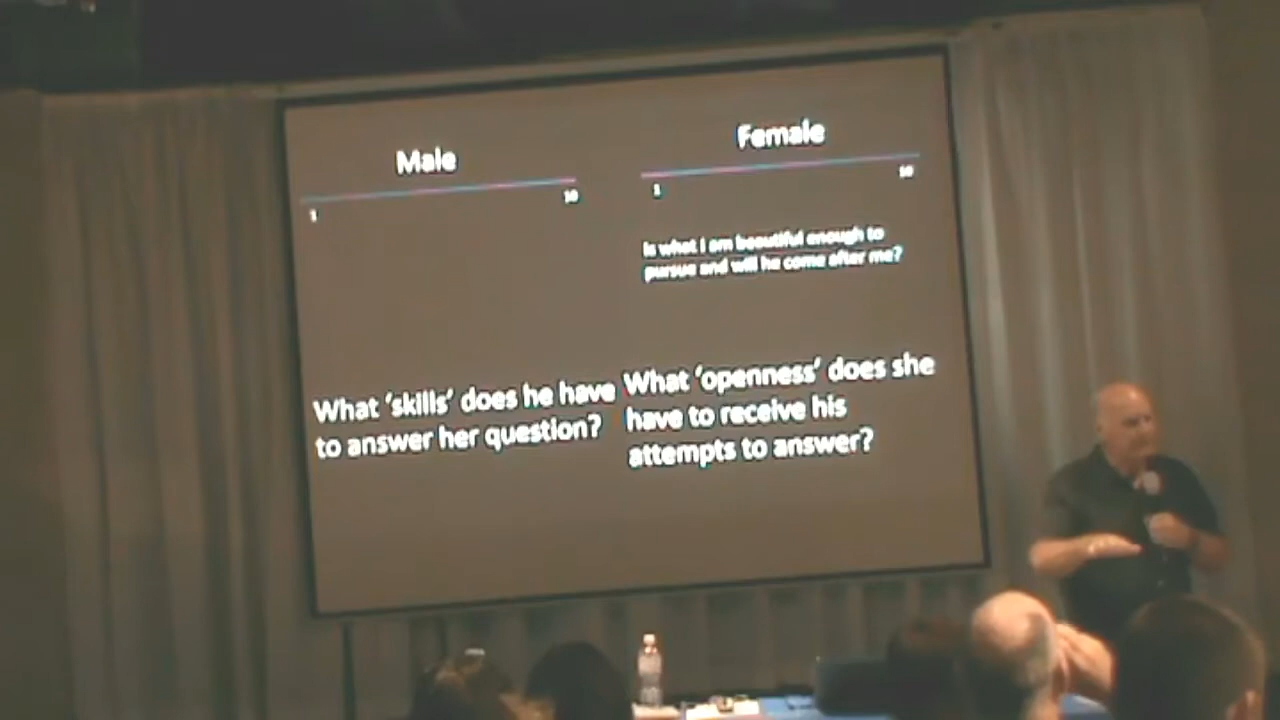 Male
1 10
What ‘skills’ does he have
to answer her question?
Female
1 10
Is what I am beautiful enough to
pursue and will he come after me?
What ‘openness’ does she
have to receive his
attempts to answer?